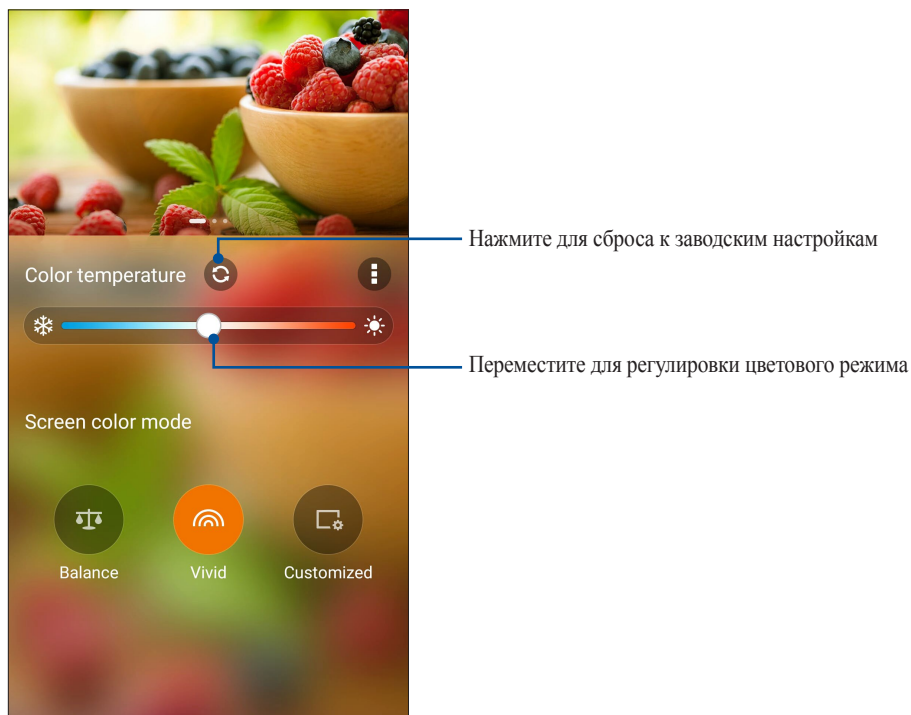 Нажмите для сброса к заводским настройкам
Color temperature
Переместите для регулировки цветового режима
Screen color mode
Balance
Vivid
Customized